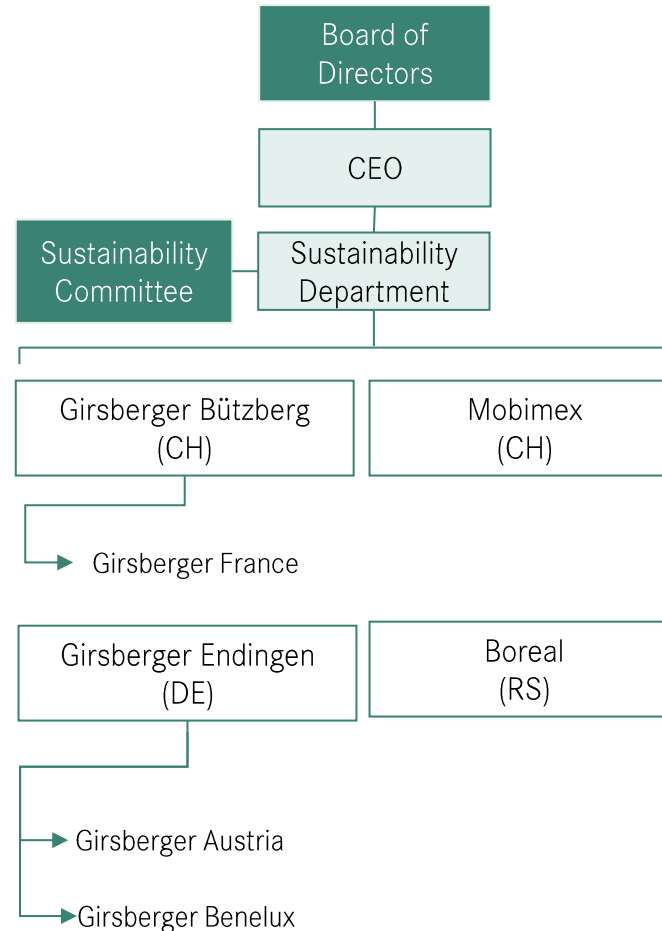 Board of
Directors
CEO
Sustainability
Committee
Sustainability
Department
Girsberger Bützberg
(CH)
Mobimex
(CH)
Girsberger France
Girsberger Endingen
(DE)
Boreal
(RS)
Girsberger Austria
Girsberger Benelux